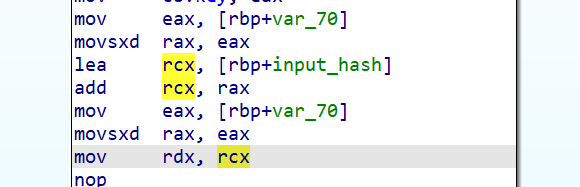 mov eax, [rbp+var_70]
movsxd rax, eax
lea rcx, [rbp+input_hash]
add rcx, rax
mov eax, [rbp+var_70]
movsxd rax, eax
mov rdx, rcx
nop